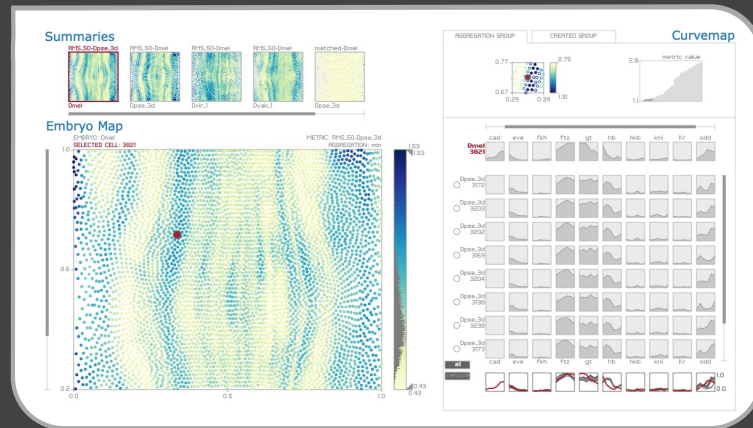 Summaries
RMS_50-Dpse_3d RMS_50-Dmel RMS_50-Dmel RMS_50-Dmel matched-Dmel
Dmel Dpse_3d Dvir_1 Dyak_1 Dpse_3d
Embryo Map
EMBRYO: Dmel
SELECTED CELL: 3821
METRIC: RMS_50-Dpse_3d
AGGREGATION: min
1.0
0.6
0.2
0.0 0.5 1.0
1.53
1.53
0.43
0.43
AGGREGATION GROUP CREATED GROUP
Curvemap
0.77
0.67
0.29 0.39
2.75
1.10
metric value
2.8
1.1
cad eve fkh ftz gt hb hkb kni Kr odd
Dmel
3821
Dpse_3d
3172
Dpse_3d
3203
Dpse_3d
3202
Dpse_3d
3169
Dpse_3d
3204
Dpse_3d
3138
Dpse_3d
3238
Dpse_3d
3173
all
cad eve fkh ftz gt hb hkb kni Kr odd
1.0
0.0